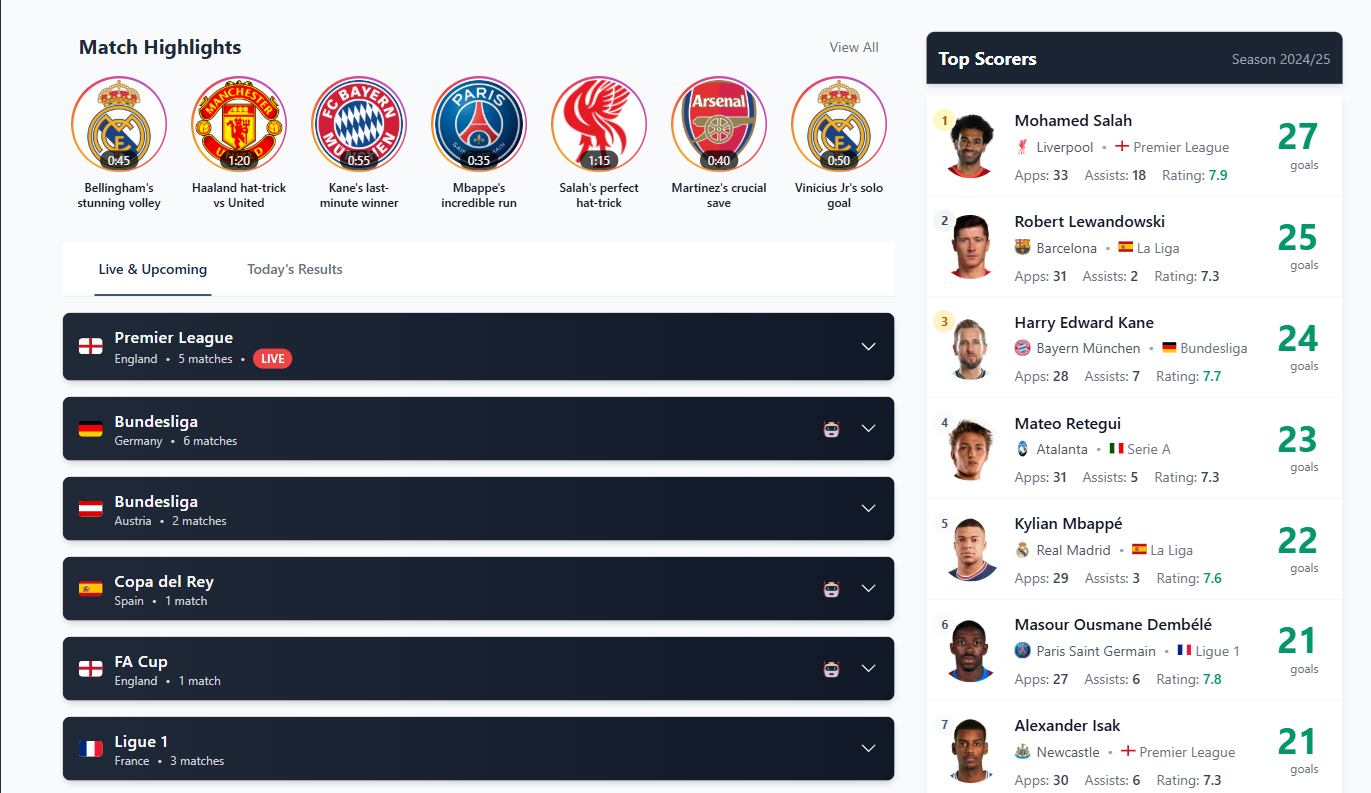 Match Highlights
View All
MANCHESTER
FC BAYERN
PARIS
Arsenal
0:45
1:20
0:55
0:35
1:15
0:40
0:50
Bellingham's
stunning volley
Haaland hat-trick
vs United
Kane's last-
minute winner
Mbappe's
incredible run
Salah's perfect
hat-trick
Martinez's crucial
save
Vinicius Jr's solo
goal
Live & Upcoming
Today's Results
Premier League
England • 5 matches • LIVE
Bundesliga
Germany • 6 matches
Bundesliga
Austria • 2 matches
Copa del Rey
Spain • 1 match
FA Cup
England • 1 match
Ligue 1
France • 3 matches
Top Scorers
Season 2024/25
1
Mohamed Salah
Liverpool • Premier League
Apps: 33 Assists: 18 Rating: 7.9
27
goals
2
Robert Lewandowski
Barcelona • La Liga
Apps: 31 Assists: 2 Rating: 7.3
25
goals
3
Harry Edward Kane
Bayern München • Bundesliga
Apps: 28 Assists: 7 Rating: 7.7
24
goals
4
Mateo Retegui
Atalanta • Serie A
Apps: 31 Assists: 5 Rating: 7.3
23
goals
5
Kylian Mbappé
Real Madrid • La Liga
Apps: 29 Assists: 3 Rating: 7.6
22
goals
6
Masour Ousmane Dembélé
Paris Saint Germain • Ligue 1
Apps: 27 Assists: 6 Rating: 7.8
21
goals
7
Alexander Isak
Newcastle • Premier League
Apps: 30 Assists: 6 Rating: 7.3
21
goals